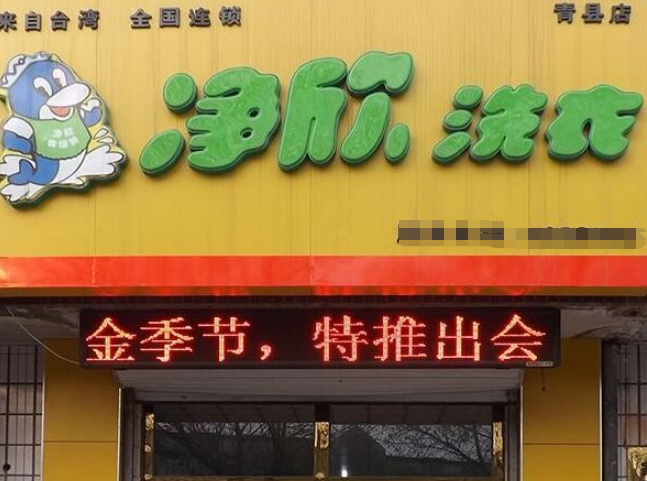 来自台湾 全国连锁
青县店
净欣洗衣
金季节，特推出会